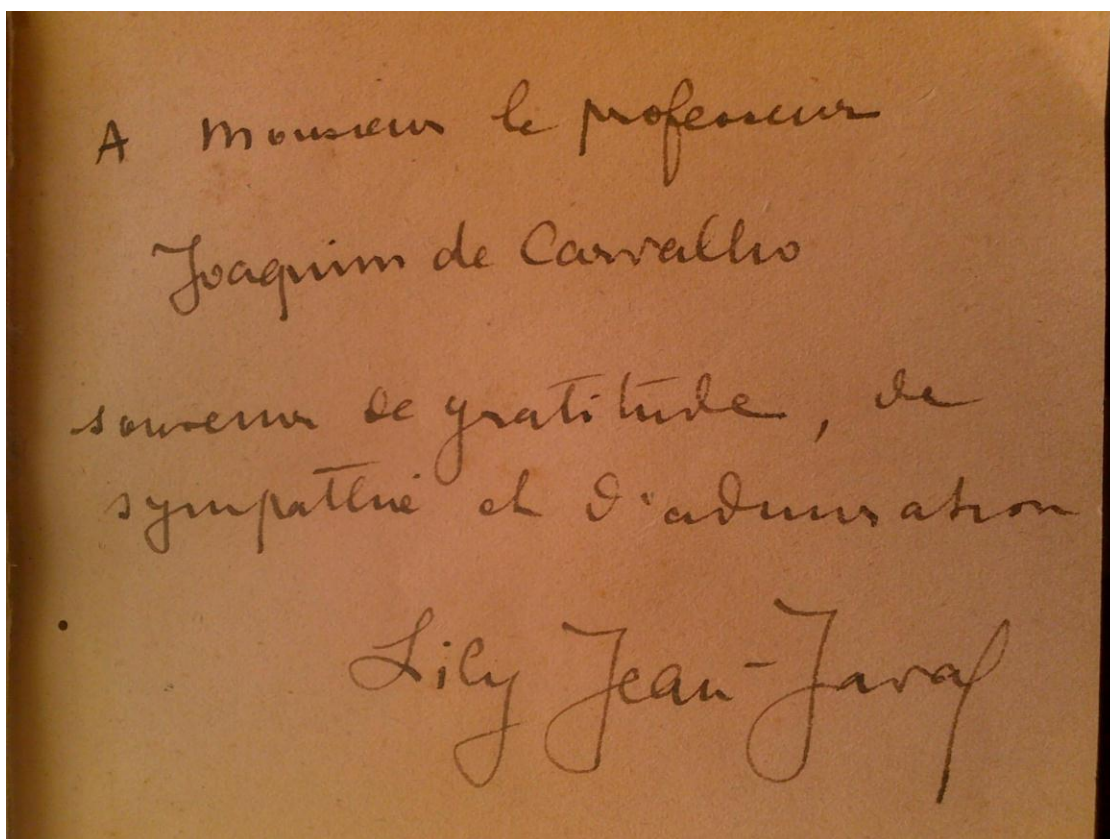 A Monsieur le professeur
Joaquim de Carvalho
souvenir de gratitude, de
sympathie et d'admiration
Lily Jean-Javal